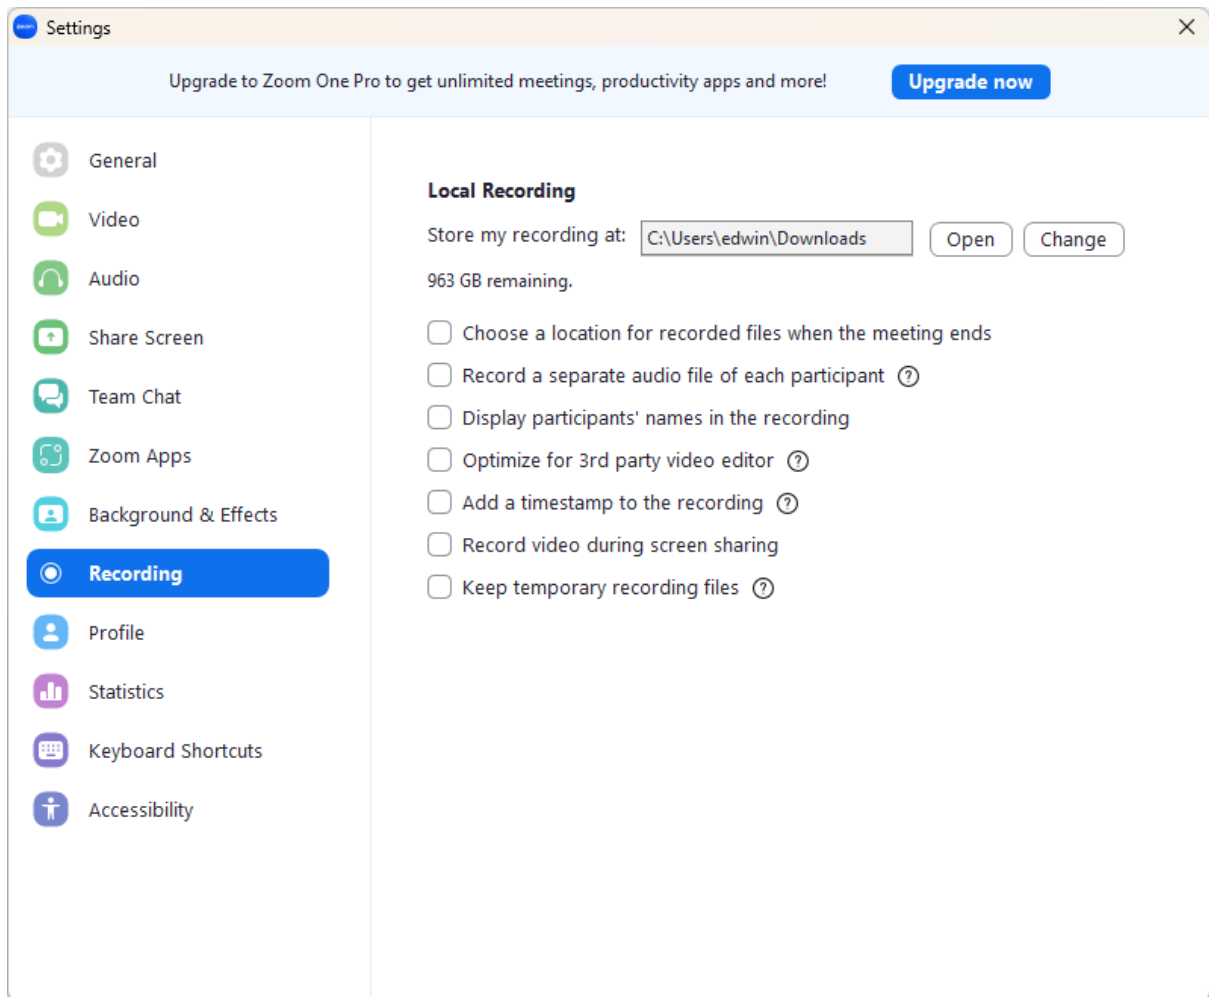 zoom Settings
Upgrade to Zoom One Pro to get unlimited meetings, productivity apps and more! Upgrade now
General
Video
Audio
Share Screen
Team Chat
Zoom Apps
Background & Effects
Recording
Profile
Statistics
Keyboard Shortcuts
Accessibility
Local Recording
Store my recording at: C:\Users\edwin\Downloads Open Change
963 GB remaining.
Choose a location for recorded files when the meeting ends
Record a separate audio file of each participant ?
Display participants' names in the recording
Optimize for 3rd party video editor ?
Add a timestamp to the recording ?
Record video during screen sharing
Keep temporary recording files ?